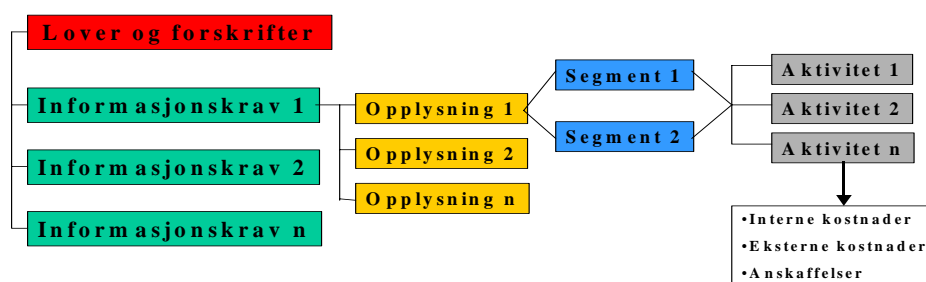 Lover og forskrifter
Informasjonskrav 1
Informasjonskrav 2
Informasjonskrav n
Opplysning 1
Opplysning 2
Opplysning n
Segment 1
Segment 2
Aktivitet 1
Aktivitet 2
Aktivitet n
•Interne kostnader
•Eksterne kostnader
•Anskaffelser